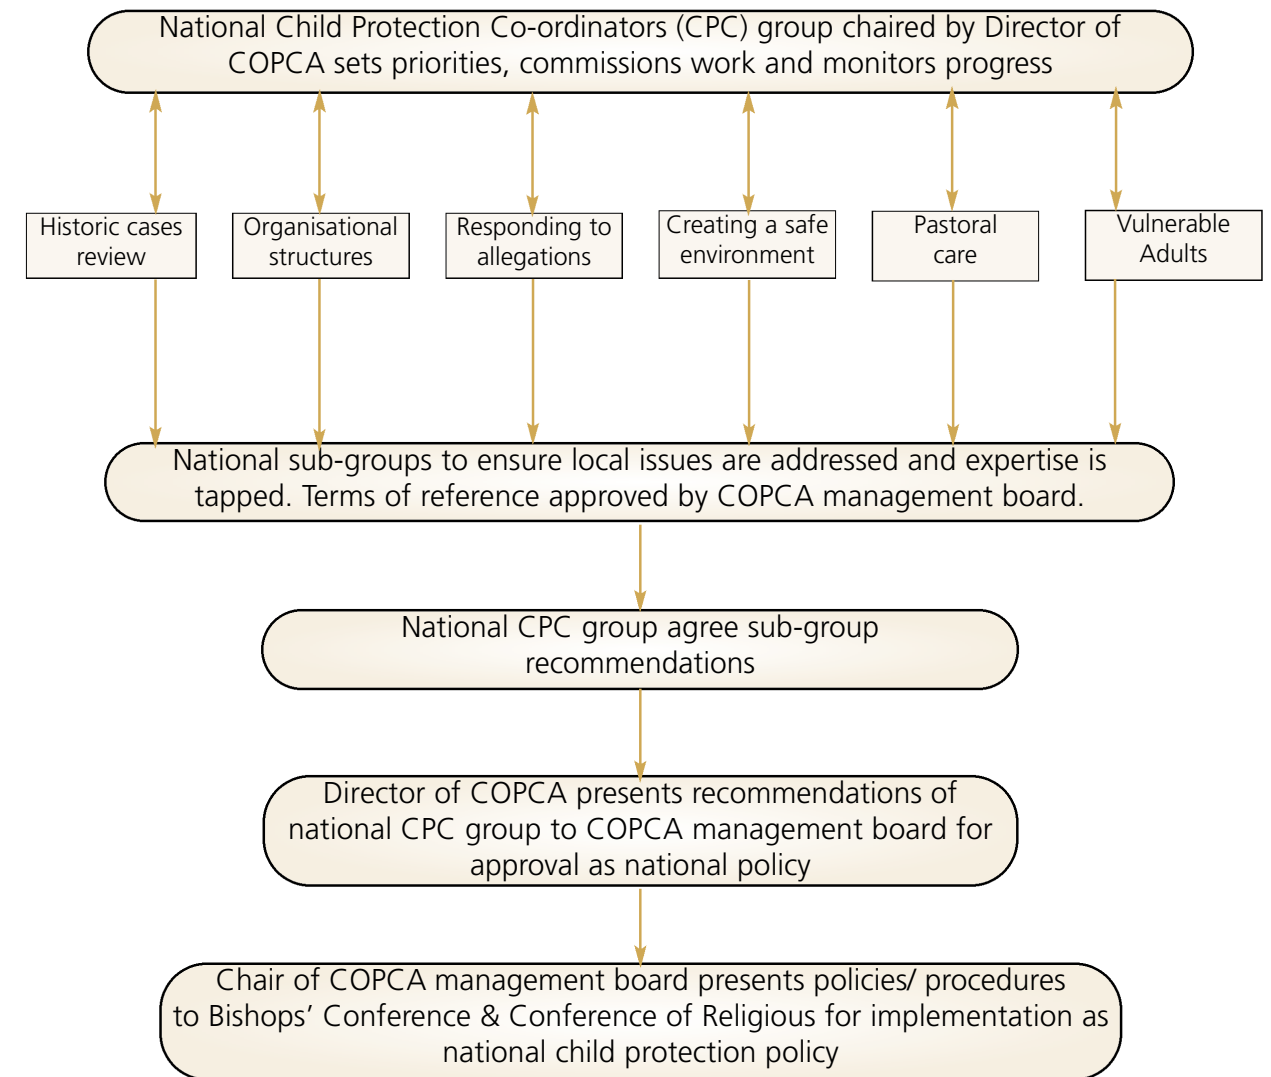 National Child Protection Co-ordinators (CPC) group chaired by Director of
COPCA sets priorities, commissions work and monitors progress
Historic cases
review
Organisational
structures
Responding to
allegations
Creating a safe
environment
Pastoral
care
Vulnerable
Adults
National sub-groups to ensure local issues are addressed and expertise is
tapped. Terms of reference approved by COPCA management board.
National CPC group agree sub-group
recommendations
Director of COPCA presents recommendations of
national CPC group to COPCA management board for
approval as national policy
Chair of COPCA management board presents policies/ procedures
to Bishops’ Conference & Conference of Religious for implementation as
national child protection policy